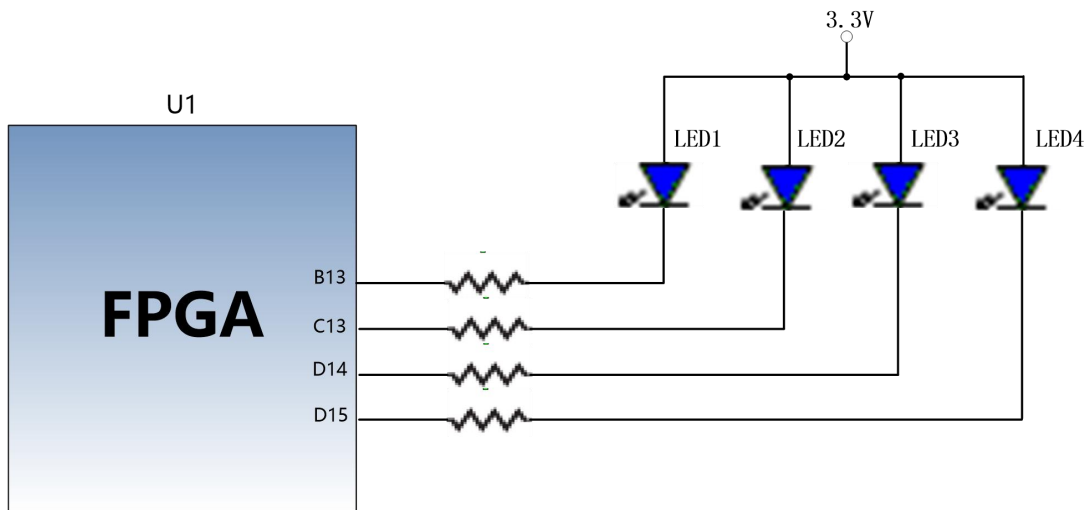 3.3V
U1
LED1
LED2
LED3
LED4
B13
FPGA
C13
D14
D15